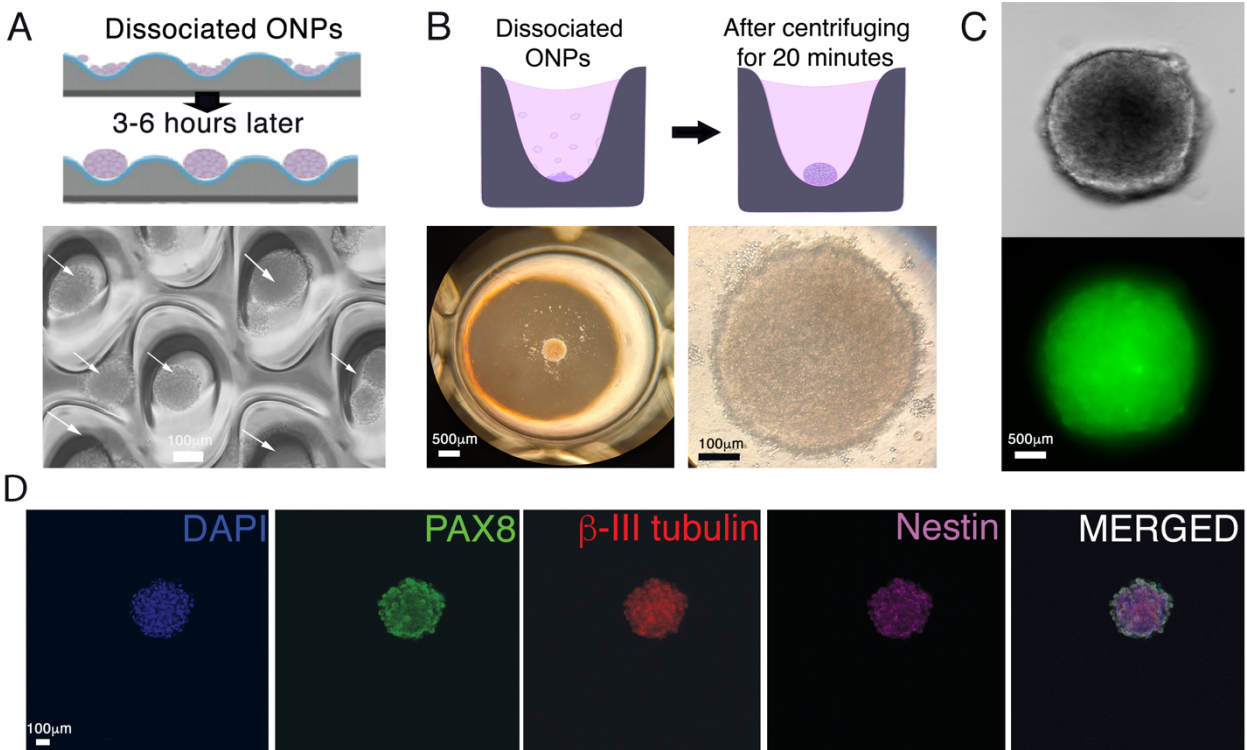 A
Dissociated ONPs
3-6 hours later
100μm
B
Dissociated
ONPs
After centrifuging
for 20 minutes
500μm
100μm
C
500μm
D
DAPI
PAX8
β-III tubulin
Nestin
MERGED
100μm